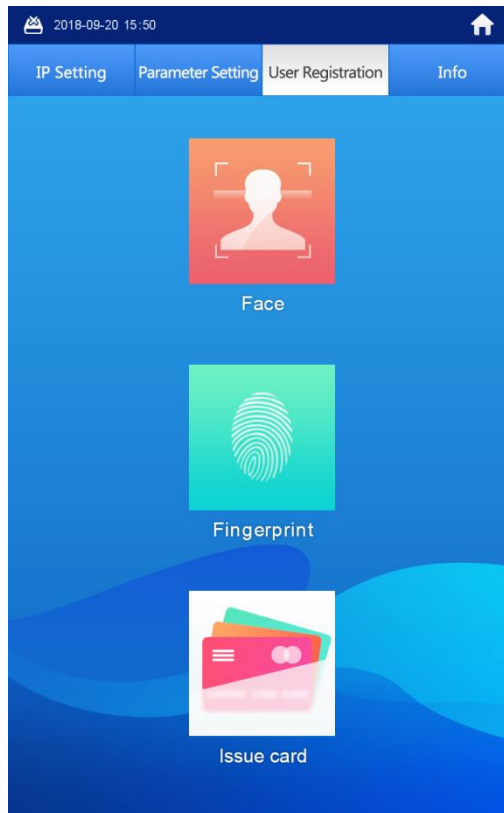 2018-09-20 15:50
IP Setting Parameter Setting User Registration Info
Face
Fingerprint
Issue card